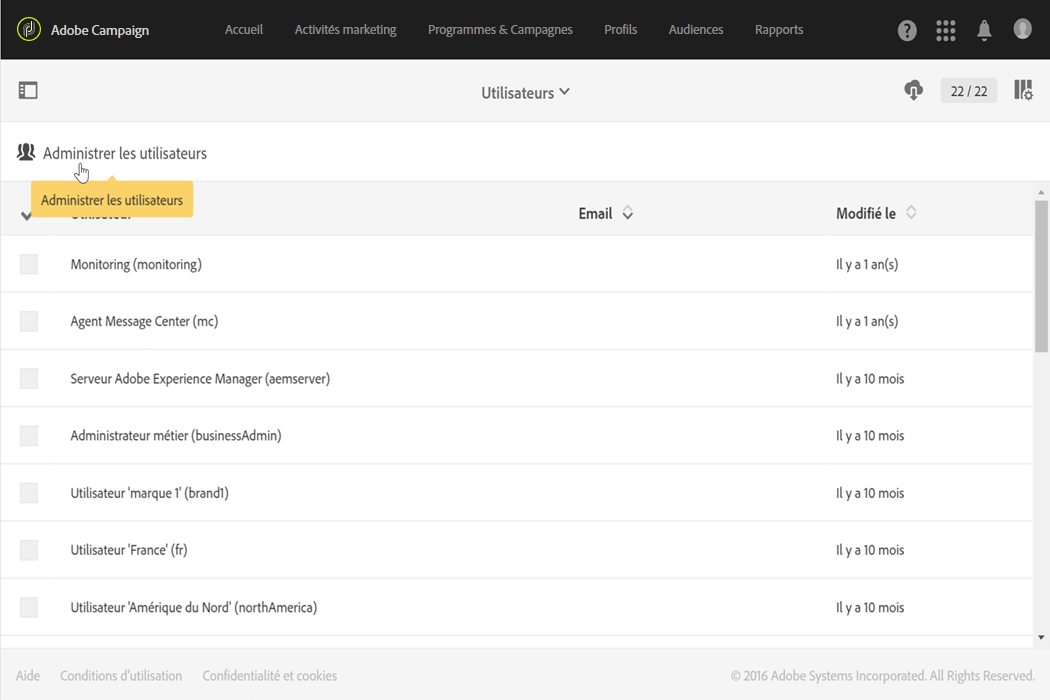 Adobe Campaign Accueil Activités marketing Programmes & Campagnes Profils Audiences Rapports
Utilisateurs 22 / 22
Administrer les utilisateurs
Administrer les utilisateurs
Email Modifié le
Monitoring (monitoring) Il y a 1 an(s)
Agent Message Center (mc) Il y a 1 an(s)
Serveur Adobe Experience Manager (aemserver) Il y a 10 mois
Administrateur métier (businessAdmin) Il y a 10 mois
Utilisateur 'marque 1' (brand1) Il y a 10 mois
Utilisateur 'France' (fr) Il y a 10 mois
Utilisateur 'Amérique du Nord' (northAmerica) Il y a 10 mois
Aide Conditions d'utilisation Confidentialité et cookies © 2016 Adobe Systems Incorporated. All Rights Reserved.